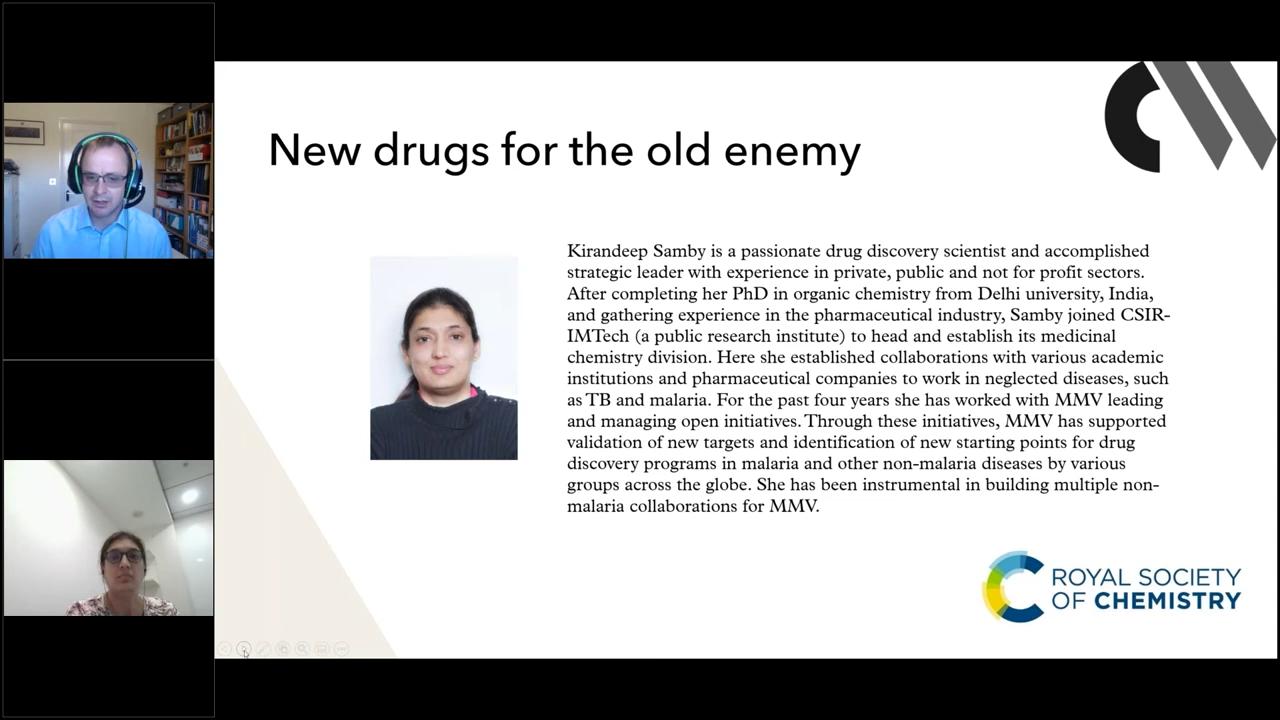 New drugs for the old enemy
Kirandeep Samby is a passionate drug discovery scientist and accomplished
strategic leader with experience in private, public and not for profit sectors.
After completing her PhD in organic chemistry from Delhi university, India,
and gathering experience in the pharmaceutical industry, Samby joined CSIR-
IMTech (a public research institute) to head and establish its medicinal
chemistry division. Here she established collaborations with various academic
institutions and pharmaceutical companies to work in neglected diseases, such
as TB and malaria. For the past four years she has worked with MMV leading
and managing open initiatives. Through these initiatives, MMV has supported
validation of new targets and identification of new starting points for drug
discovery programs in malaria and other non-malaria diseases by various
groups across the globe. She has been instrumental in building multiple non-
malaria collaborations for MMV.
ROYAL SOCIETY
OF CHEMISTRY